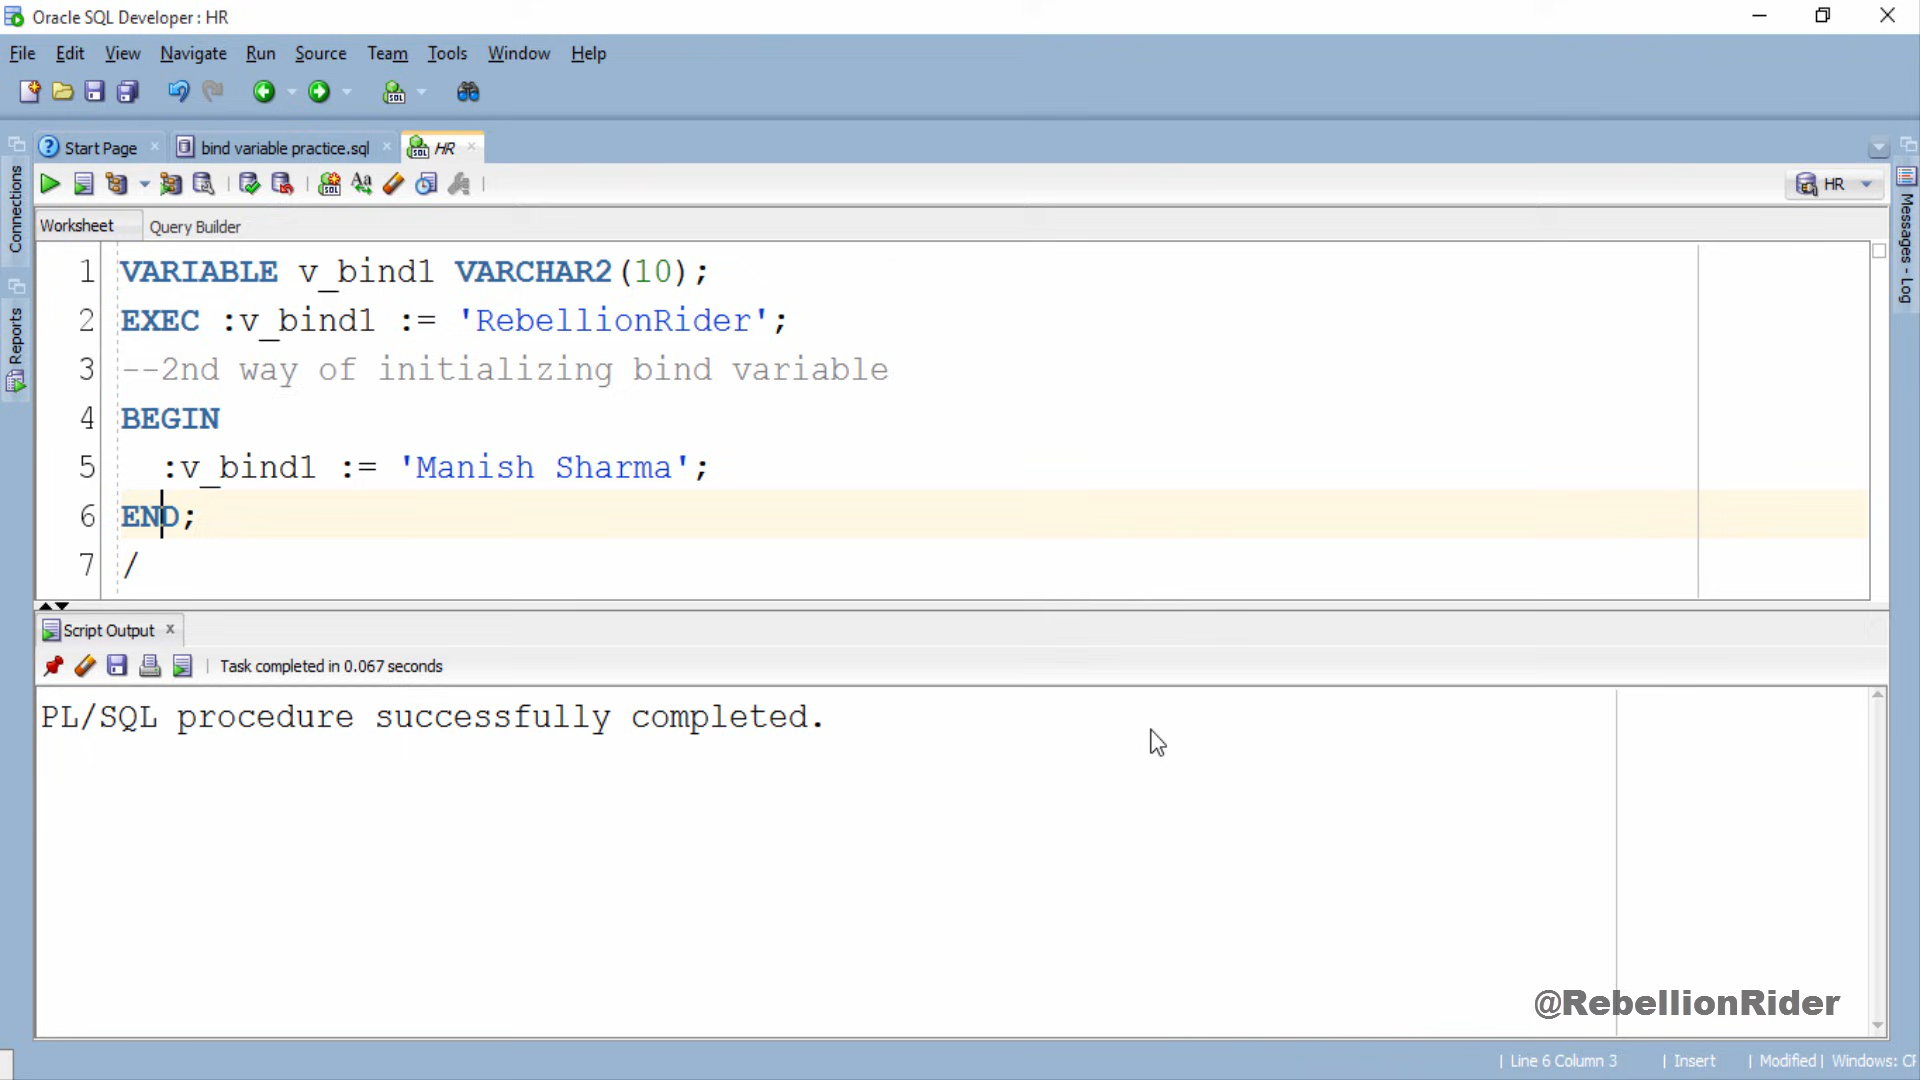 Oracle SQL Developer : HR
File Edit View Navigate Run Source Team Tools Window Help
Start Page bind variable practice.sql HR
HR
Worksheet Query Builder
Connections
Reports
Messages - Log
1 VARIABLE v_bind1 VARCHAR2(10);
2 EXEC :v_bind1 := 'RebellionRider';
3 --2nd way of initializing bind variable
4 BEGIN
5 :v_bind1 := 'Manish Sharma';
6 END;
7 /
Script Output x
Task completed in 0.067 seconds
PL/SQL procedure successfully completed.
@RebellionRider
| Line 6 Column 3 | Insert | Modified | Windows: